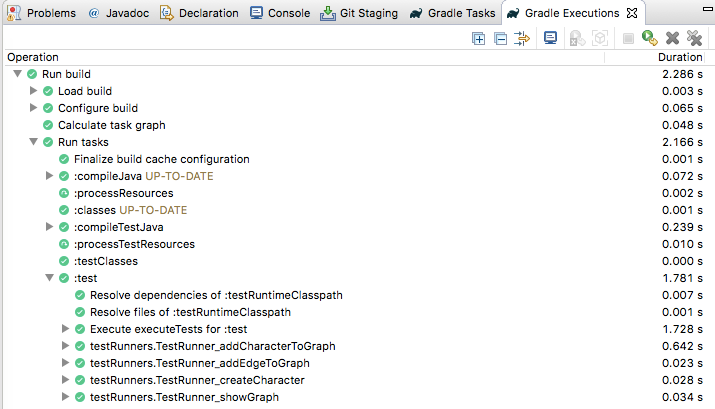 Problems @ Javadoc Declaration Console Git Staging Gradle Tasks Gradle Executions
Operation Duration
Run build 2.286 s
Load build 0.003 s
Configure build 0.065 s
Calculate task graph 0.048 s
Run tasks 2.166 s
Finalize build cache configuration 0.001 s
:compileJava UP-TO-DATE 0.072 s
:processResources 0.002 s
:classes UP-TO-DATE 0.001 s
:compileTestJava 0.239 s
:processTestResources 0.010 s
:testClasses 0.000 s
:test 1.781 s
Resolve dependencies of :testRuntimeClasspath 0.007 s
Resolve files of :testRuntimeClasspath 0.001 s
Execute executeTests for :test 1.728 s
testRunners.TestRunner_addCharacterToGraph 0.642 s
testRunners.TestRunner_addEdgeToGraph 0.023 s
testRunners.TestRunner_createCharacter 0.028 s
testRunners.TestRunner_showGraph 0.034 s